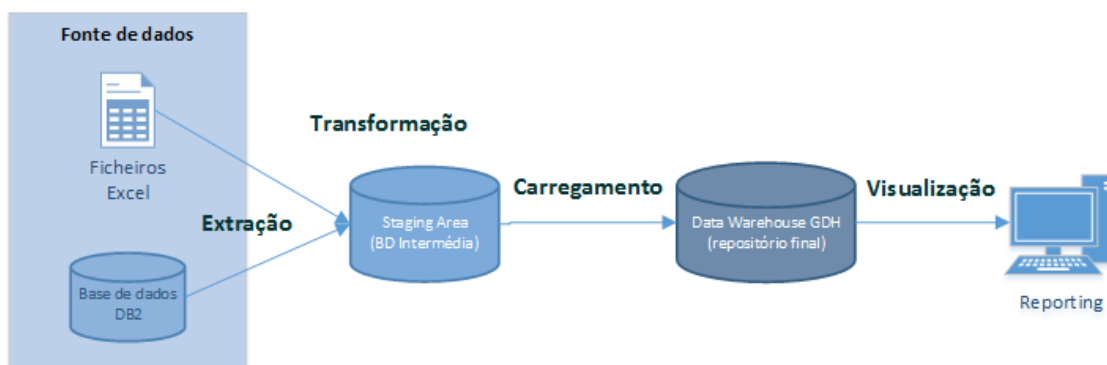 Fonte de dados
Ficheiros
Excel
Base de dados
DB2
Extração
Transformação
Staging Area
(BD Intermédia)
Carregamento
Data Warehouse GDH
(repositório final)
Visualização
Reporting